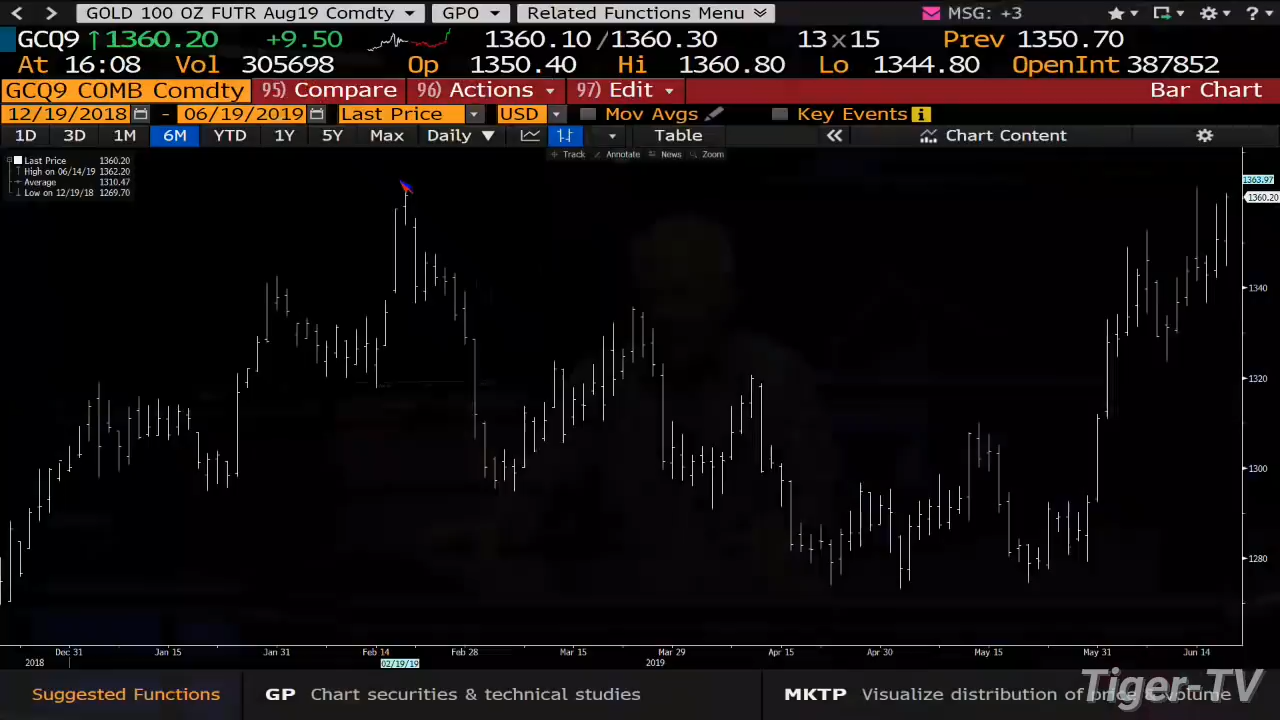 GOLD 100 OZ FUTR Aug19 Comdty GPO Related Functions Menu MSG: +3
GCQ9 ↑1360.20 +9.50 1360.10/1360.30 13x15 Prev 1350.70
At 16:08 Vol 305698 Op 1350.40 Hi 1360.80 Lo 1344.80 OpenInt 387852
GCQ9 COMB Comdty 95) Compare 96) Actions 97) Edit Bar Chart
12/19/2018 - 06/19/2019 Last Price USD Mov Avgs Key Events
1D 3D 1M 6M YTD 1Y 5Y Max Daily ▼ Table « Chart Content
Track Annotate News Zoom
Last Price 1360.20
High on 06/14/19 1362.20
Average 1310.47
Low on 12/19/18 1269.70
1363.97
1360.20
1340
1320
1300
1280
Dec 31 Jan 15 Jan 31 Feb 14 Feb 28 Mar 15 Mar 29 Apr 15 Apr 30 May 15 May 31 Jun 14
2018 02/19/19 2019
Suggested Functions GP Chart securities & technical studies MKTP Visualize distribution of price & volume
Tiger-TV